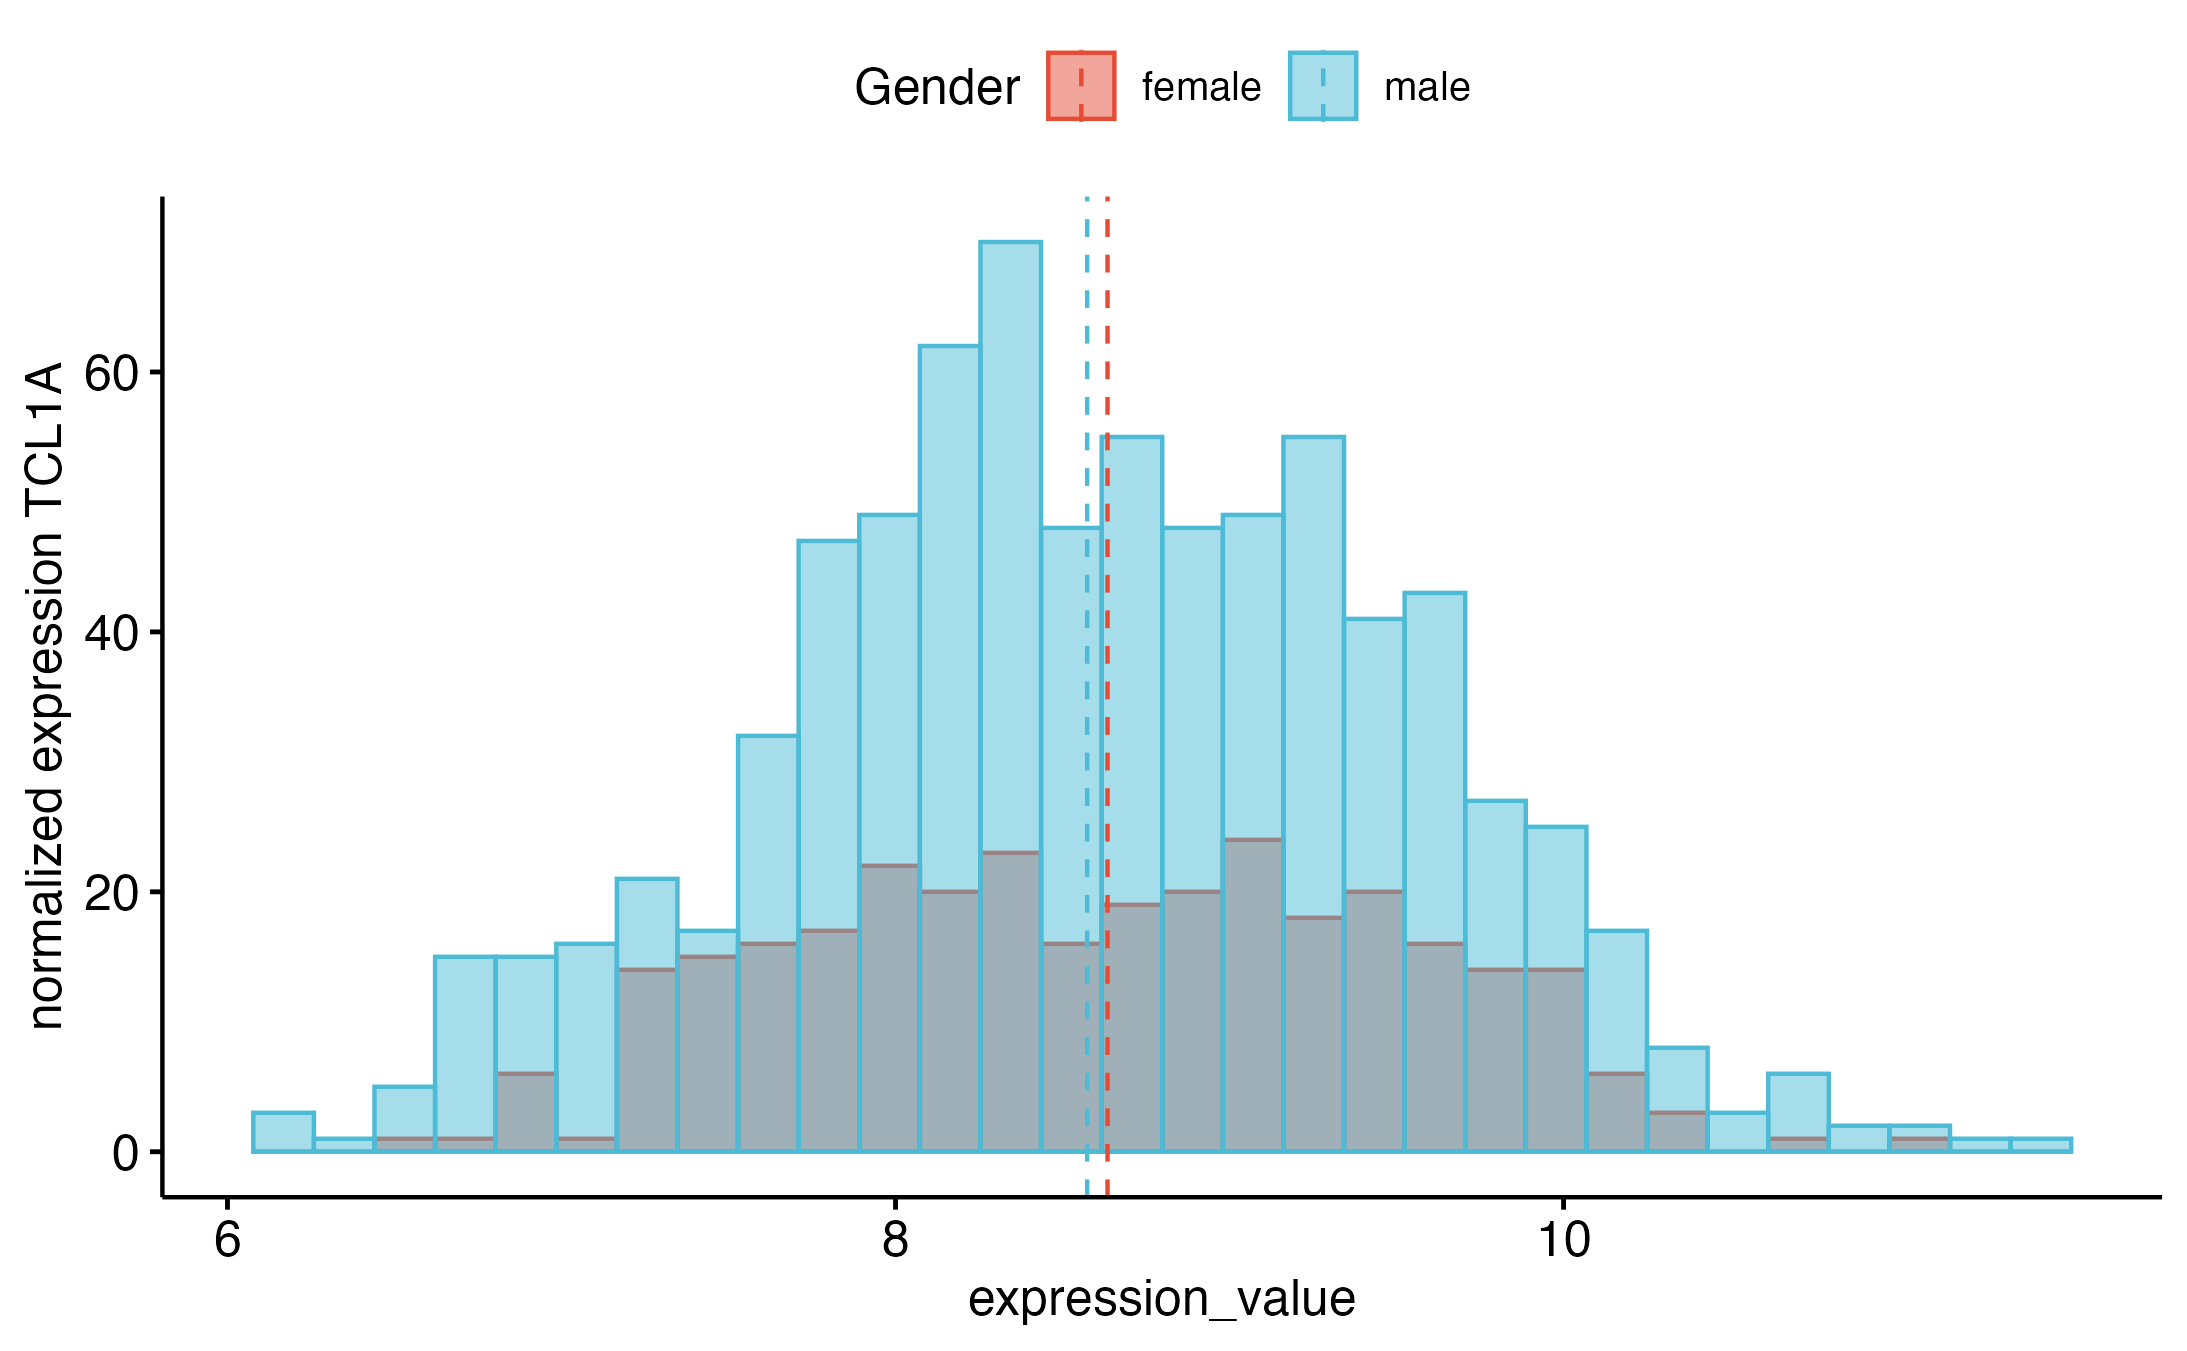 Gender female male
normalized expression TCL1A
60
40
20
0
6 8 10
expression_value